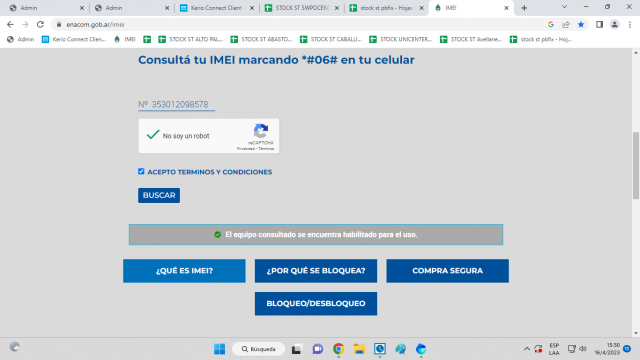 Admin
Admin
Kerio Connect Client
STOCK ST SWPOCENT
stock st pbfix - Hojas
IMEI
enacom.gob.ar/imei
Admin
Kerio Connect Clien...
IMEI
STOCK ST ALTO PAL...
STOCK ST ABASTO...
STOCK ST CABALLI...
STOCK UNICENTER...
STOCK ST Avellane...
stock st pbfix - Hoj...
Consultá tu IMEI marcando *#06# en tu celular
Nº 353012098578
No soy un robot
reCAPTCHA
Privacidad - Términos
ACEPTO TERMINOS Y CONDICIONES
BUSCAR
El equipo consultado se encuentra habilitado para el uso.
¿QUÉ ES IMEI?
¿POR QUÉ SE BLOQUEA?
COMPRA SEGURA
BLOQUEO/DESBLOQUEO
Búsqueda
ESP
LAA
15:30
16/4/2023